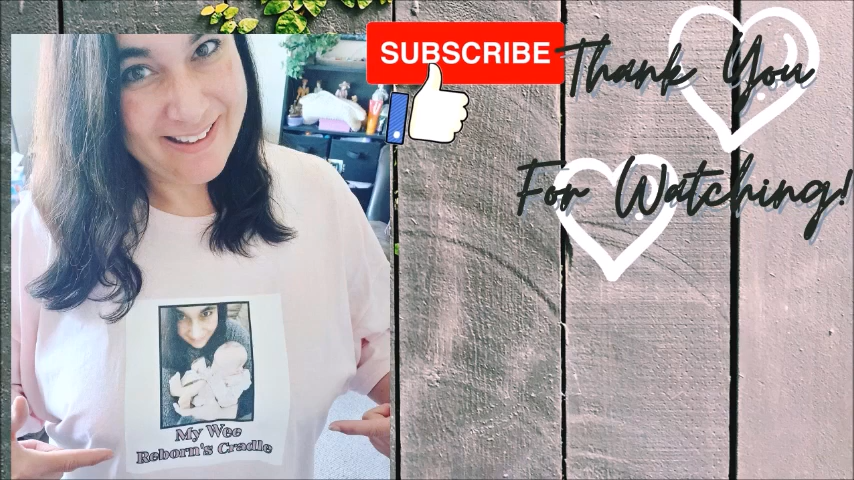 SUBSCRIBE
Thank You
For Watching!
My Wee
Reborn's Cradle